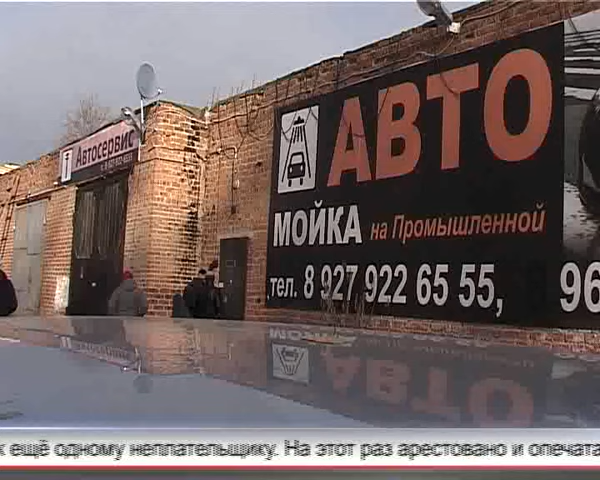 Автосервис
АВТО
МОЙКА на Промышленной
тел. 8 927 922 65 55, 96
к ещё одному неплательщику. На этот раз арестовано и опечата